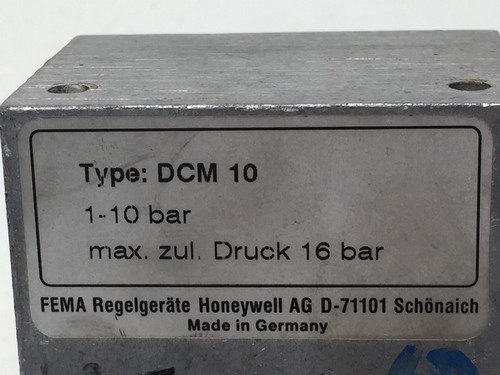 Type: DCM 10
1-10 bar
max. zul. Druck 16 bar
FEMA Regelgeräte Honeywell AG D-71101 Schönaich
Made in Germany